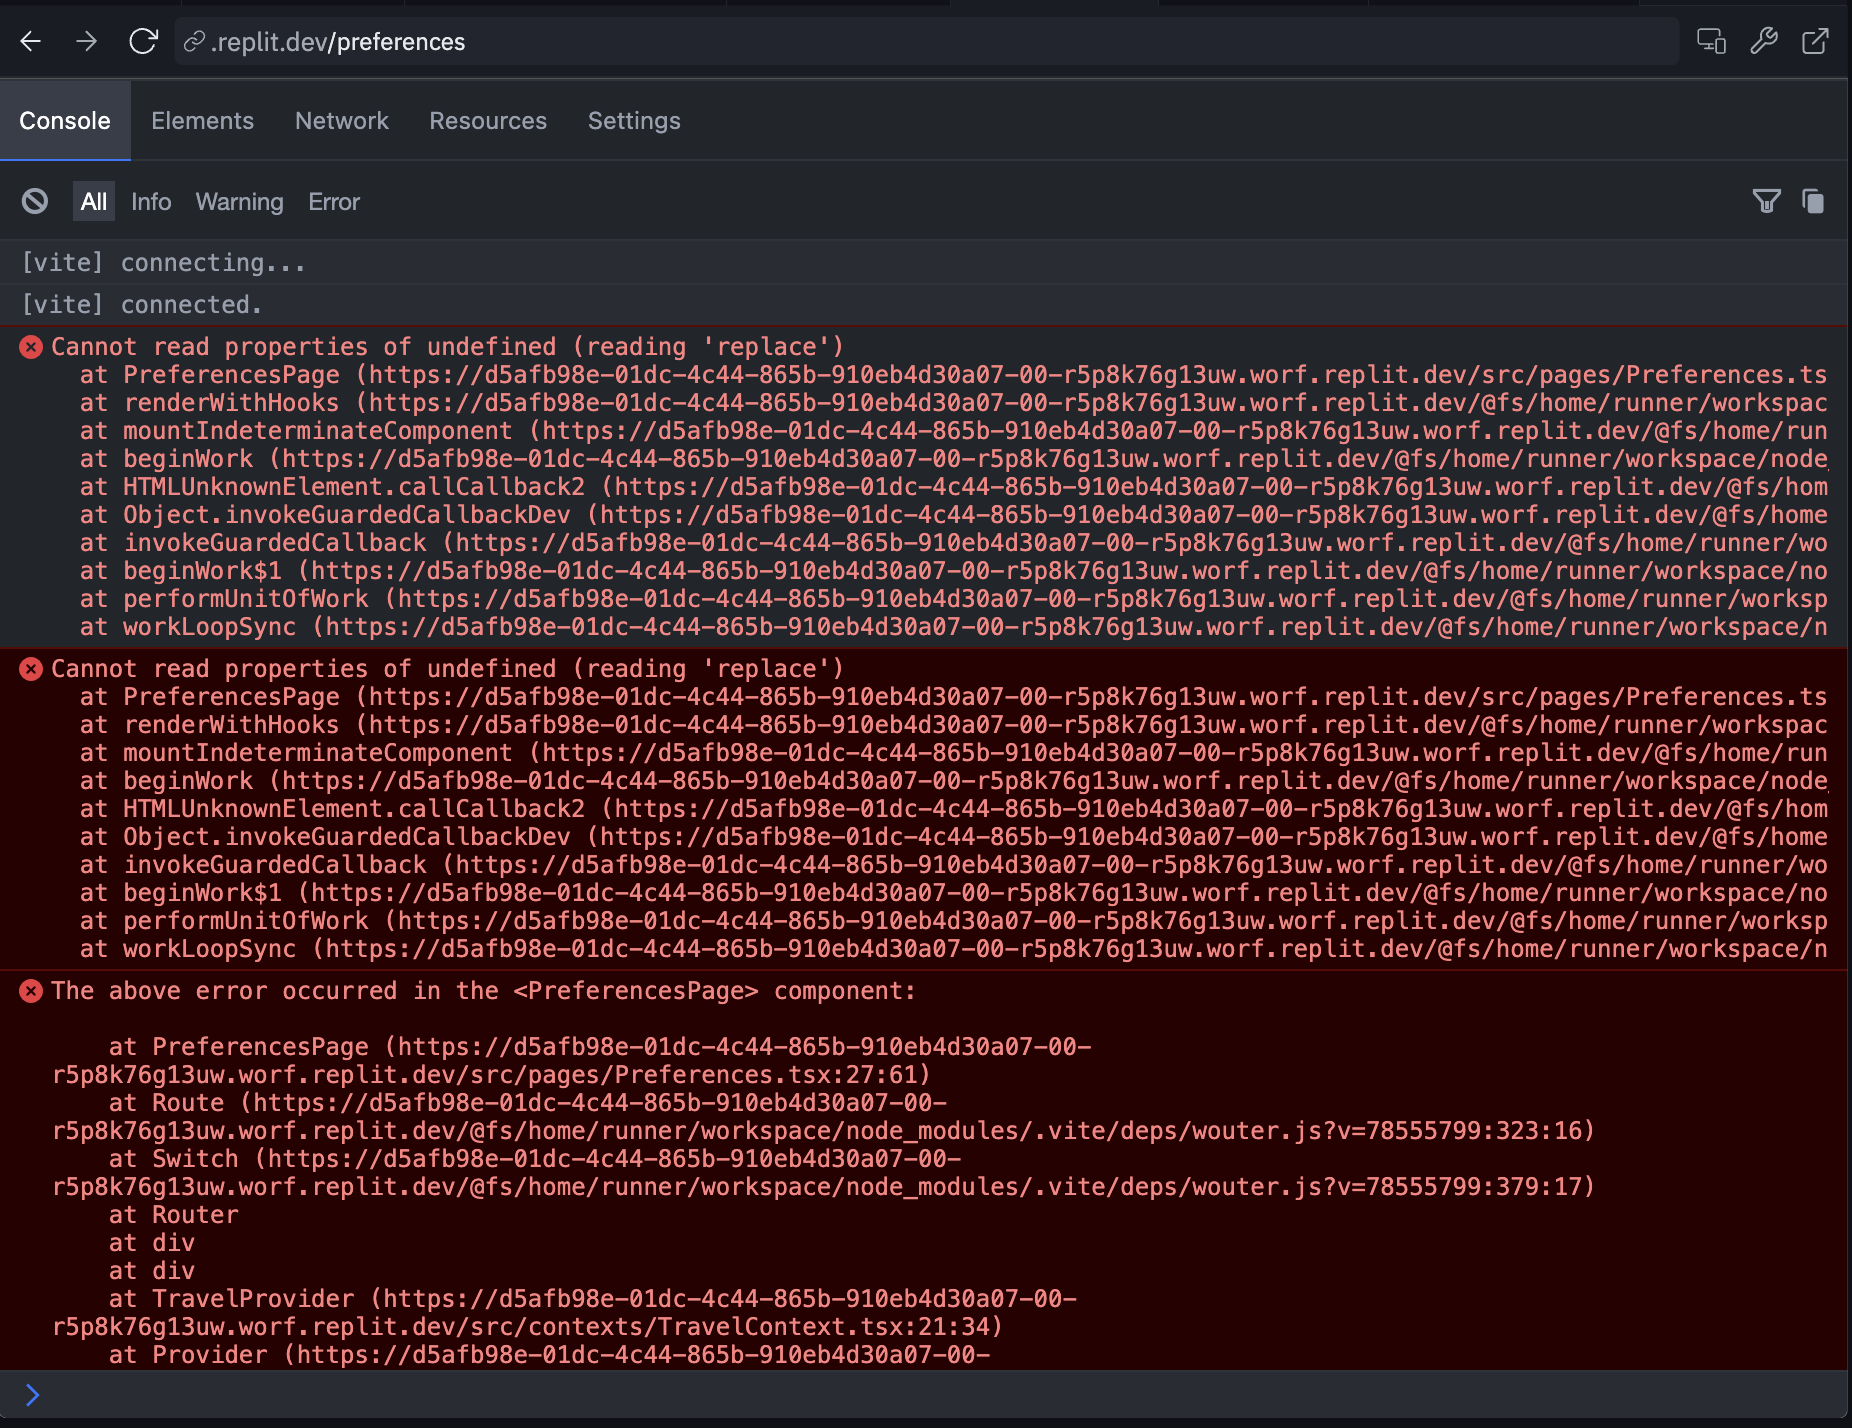 .replit.dev/preferences
Console Elements Network Resources Settings
All Info Warning Error
[vite] connecting...
[vite] connected.
Cannot read properties of undefined (reading 'replace')
at PreferencesPage (https://d5afb98e-01dc-4c44-865b-910eb4d30a07-00-r5p8k76g13uw.worf.replit.dev/src/pages/Preferences.ts
at renderWithHooks (https://d5afb98e-01dc-4c44-865b-910eb4d30a07-00-r5p8k76g13uw.worf.replit.dev/@fs/home/runner/workspac
at mountIndeterminateComponent (https://d5afb98e-01dc-4c44-865b-910eb4d30a07-00-r5p8k76g13uw.worf.replit.dev/@fs/home/run
at beginWork (https://d5afb98e-01dc-4c44-865b-910eb4d30a07-00-r5p8k76g13uw.worf.replit.dev/@fs/home/runner/workspace/node_
at HTMLUnknownElement.callCallback2 (https://d5afb98e-01dc-4c44-865b-910eb4d30a07-00-r5p8k76g13uw.worf.replit.dev/@fs/hom
at Object.invokeGuardedCallbackDev (https://d5afb98e-01dc-4c44-865b-910eb4d30a07-00-r5p8k76g13uw.worf.replit.dev/@fs/home
at invokeGuardedCallback (https://d5afb98e-01dc-4c44-865b-910eb4d30a07-00-r5p8k76g13uw.worf.replit.dev/@fs/home/runner/wo
at beginWork$1 (https://d5afb98e-01dc-4c44-865b-910eb4d30a07-00-r5p8k76g13uw.worf.replit.dev/@fs/home/runner/workspace/no
at performUnitOfWork (https://d5afb98e-01dc-4c44-865b-910eb4d30a07-00-r5p8k76g13uw.worf.replit.dev/@fs/home/runner/worksp
at workLoopSync (https://d5afb98e-01dc-4c44-865b-910eb4d30a07-00-r5p8k76g13uw.worf.replit.dev/@fs/home/runner/workspace/n
Cannot read properties of undefined (reading 'replace')
at PreferencesPage (https://d5afb98e-01dc-4c44-865b-910eb4d30a07-00-r5p8k76g13uw.worf.replit.dev/src/pages/Preferences.ts
at renderWithHooks (https://d5afb98e-01dc-4c44-865b-910eb4d30a07-00-r5p8k76g13uw.worf.replit.dev/@fs/home/runner/workspac
at mountIndeterminateComponent (https://d5afb98e-01dc-4c44-865b-910eb4d30a07-00-r5p8k76g13uw.worf.replit.dev/@fs/home/run
at beginWork (https://d5afb98e-01dc-4c44-865b-910eb4d30a07-00-r5p8k76g13uw.worf.replit.dev/@fs/home/runner/workspace/node_
at HTMLUnknownElement.callCallback2 (https://d5afb98e-01dc-4c44-865b-910eb4d30a07-00-r5p8k76g13uw.worf.replit.dev/@fs/hom
at Object.invokeGuardedCallbackDev (https://d5afb98e-01dc-4c44-865b-910eb4d30a07-00-r5p8k76g13uw.worf.replit.dev/@fs/home
at invokeGuardedCallback (https://d5afb98e-01dc-4c44-865b-910eb4d30a07-00-r5p8k76g13uw.worf.replit.dev/@fs/home/runner/wo
at beginWork$1 (https://d5afb98e-01dc-4c44-865b-910eb4d30a07-00-r5p8k76g13uw.worf.replit.dev/@fs/home/runner/workspace/no
at performUnitOfWork (https://d5afb98e-01dc-4c44-865b-910eb4d30a07-00-r5p8k76g13uw.worf.replit.dev/@fs/home/runner/worksp
at workLoopSync (https://d5afb98e-01dc-4c44-865b-910eb4d30a07-00-r5p8k76g13uw.worf.replit.dev/@fs/home/runner/workspace/n
The above error occurred in the <PreferencesPage> component:
at PreferencesPage (https://d5afb98e-01dc-4c44-865b-910eb4d30a07-00-
r5p8k76g13uw.worf.replit.dev/src/pages/Preferences.tsx:27:61)
at Route (https://d5afb98e-01dc-4c44-865b-910eb4d30a07-00-
r5p8k76g13uw.worf.replit.dev/@fs/home/runner/workspace/node_modules/.vite/deps/wouter.js?v=78555799:323:16)
at Switch (https://d5afb98e-01dc-4c44-865b-910eb4d30a07-00-
r5p8k76g13uw.worf.replit.dev/@fs/home/runner/workspace/node_modules/.vite/deps/wouter.js?v=78555799:379:17)
at Router
at div
at div
at TravelProvider (https://d5afb98e-01dc-4c44-865b-910eb4d30a07-00-
r5p8k76g13uw.worf.replit.dev/src/contexts/TravelContext.tsx:21:34)
at Provider (https://d5afb98e-01dc-4c44-865b-910eb4d30a07-00-